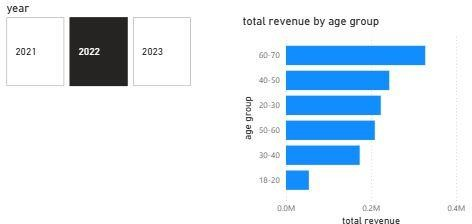 year
2021
2022
2023
total revenue by age group
age group
60-70
40-50
20-30
50-60
30-40
18-20
0.0M
0.2M
0.4M
total revenue